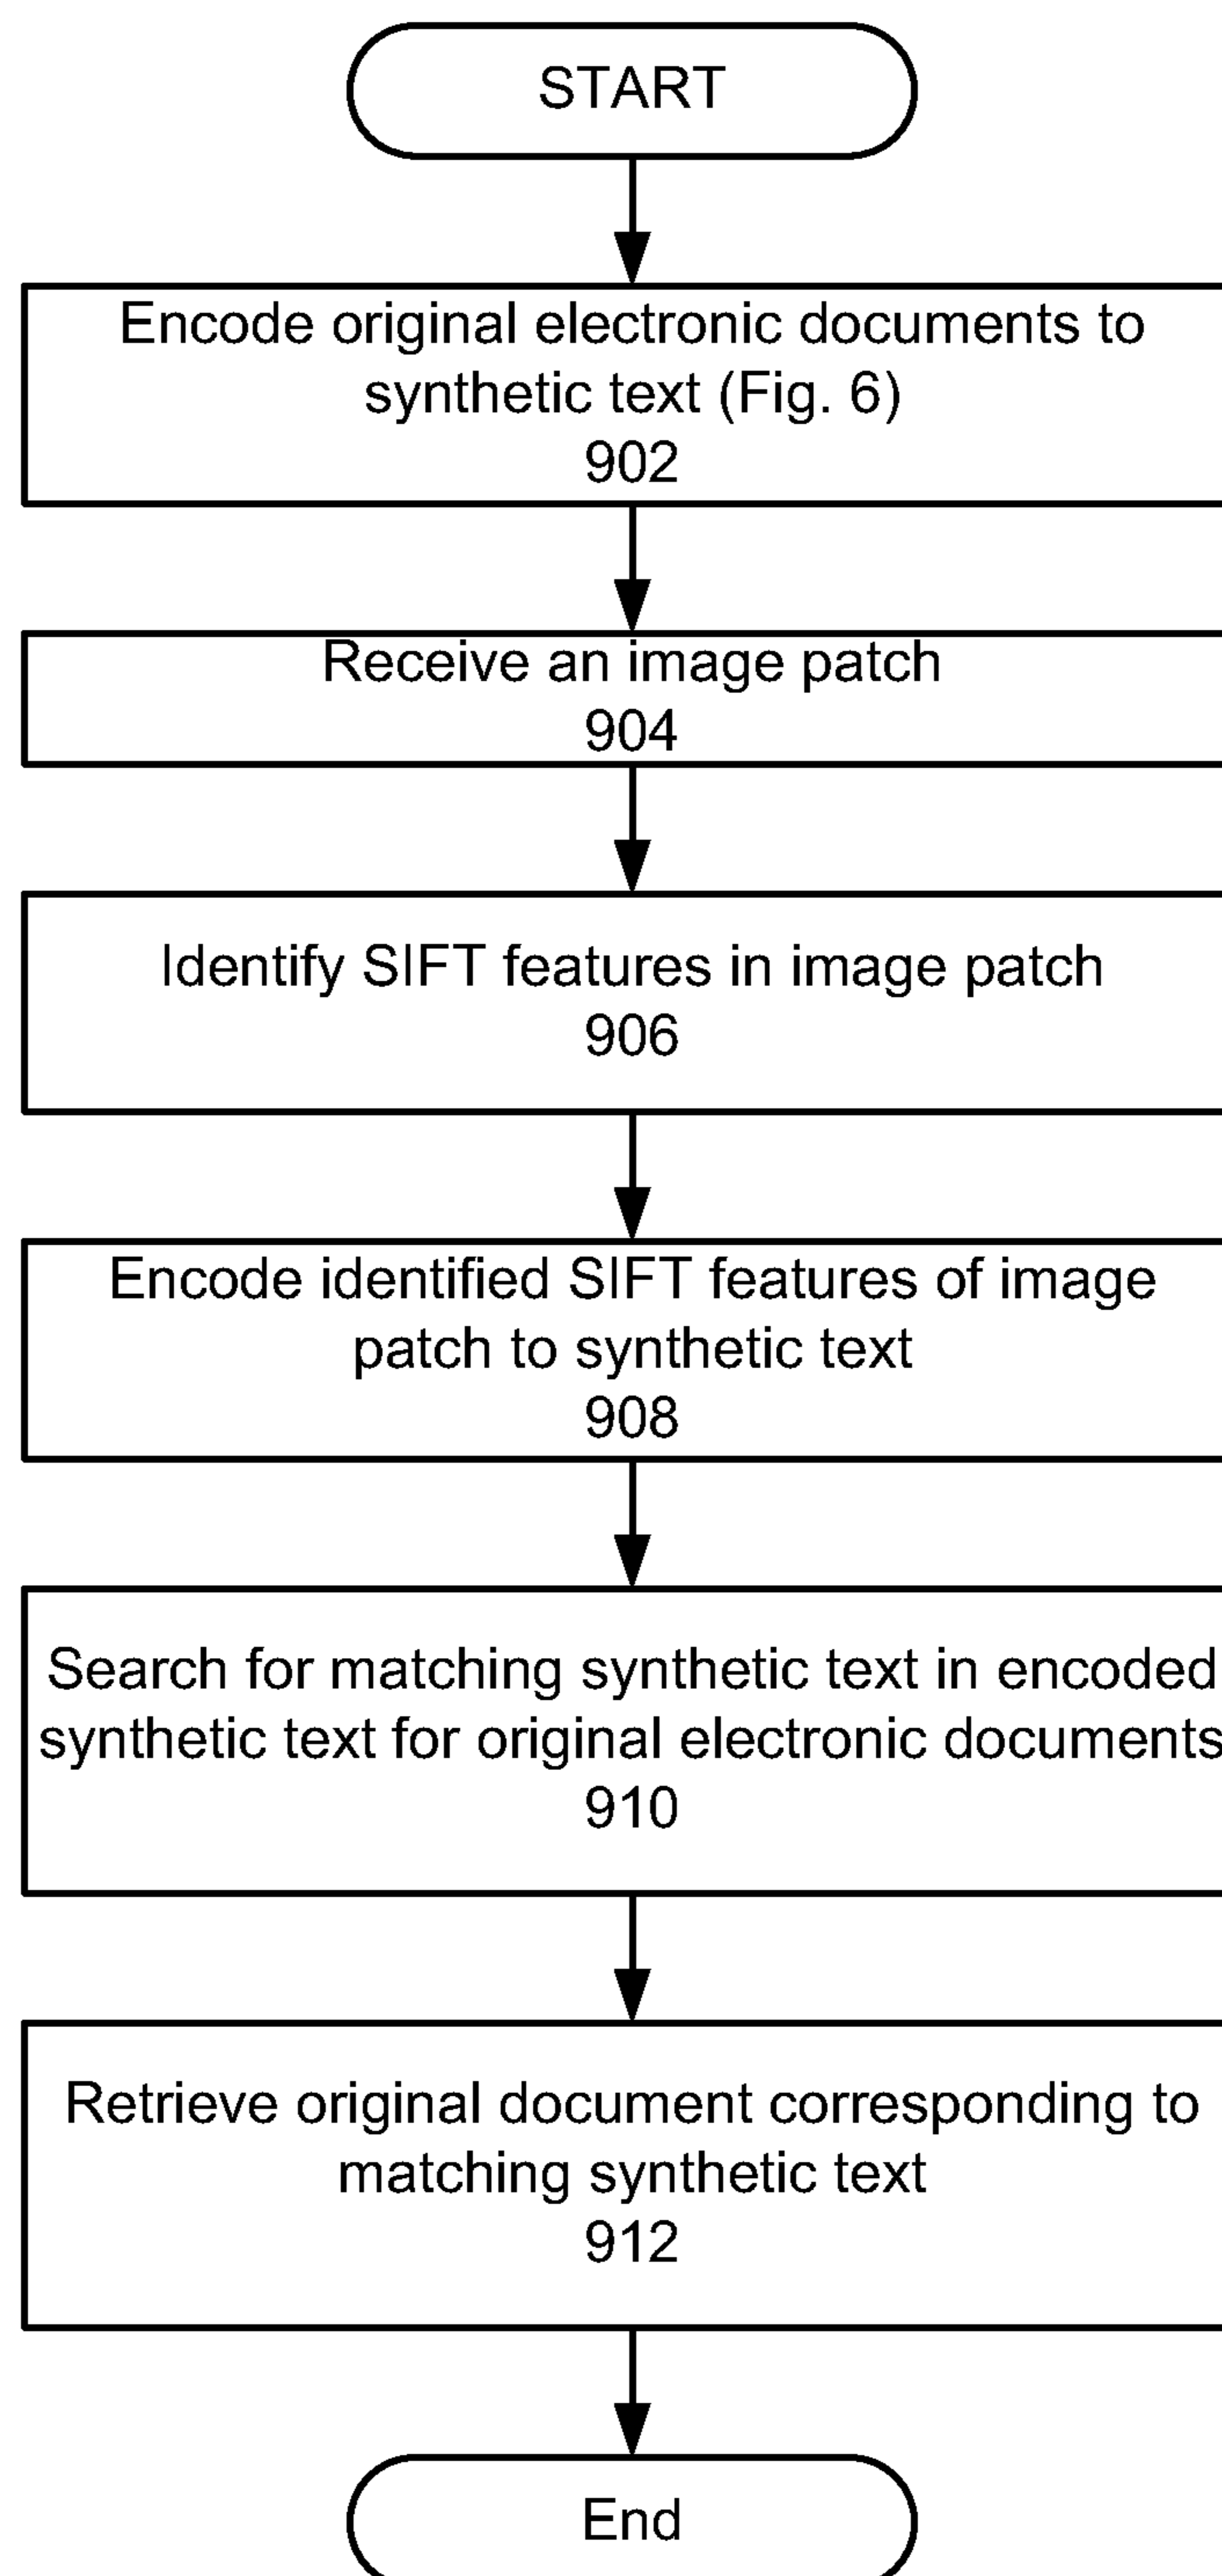 START
Encode original electronic documents to
synthetic text (Fig. 6)
902
Receive an image patch
904
Identify SIFT features in image patch
906
Encode identified SIFT features of image
patch to synthetic text
908
Search for matching synthetic text in encoded
synthetic text for original electronic documents
910
Retrieve original document corresponding to
matching synthetic text
912
End